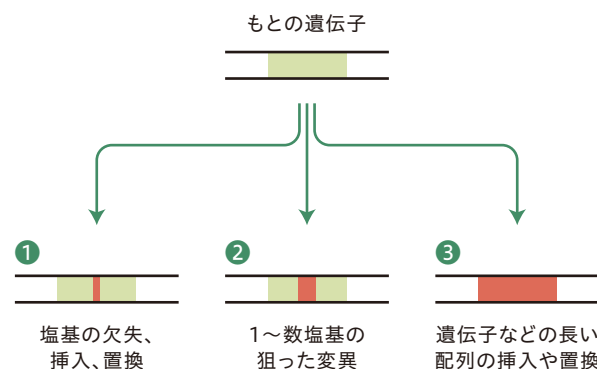 もとの遺伝子
❶
塩基の欠失、
挿入、置換
❷
1〜数塩基の
狙った変異
❸
遺伝子などの長い
配列の挿入や置換